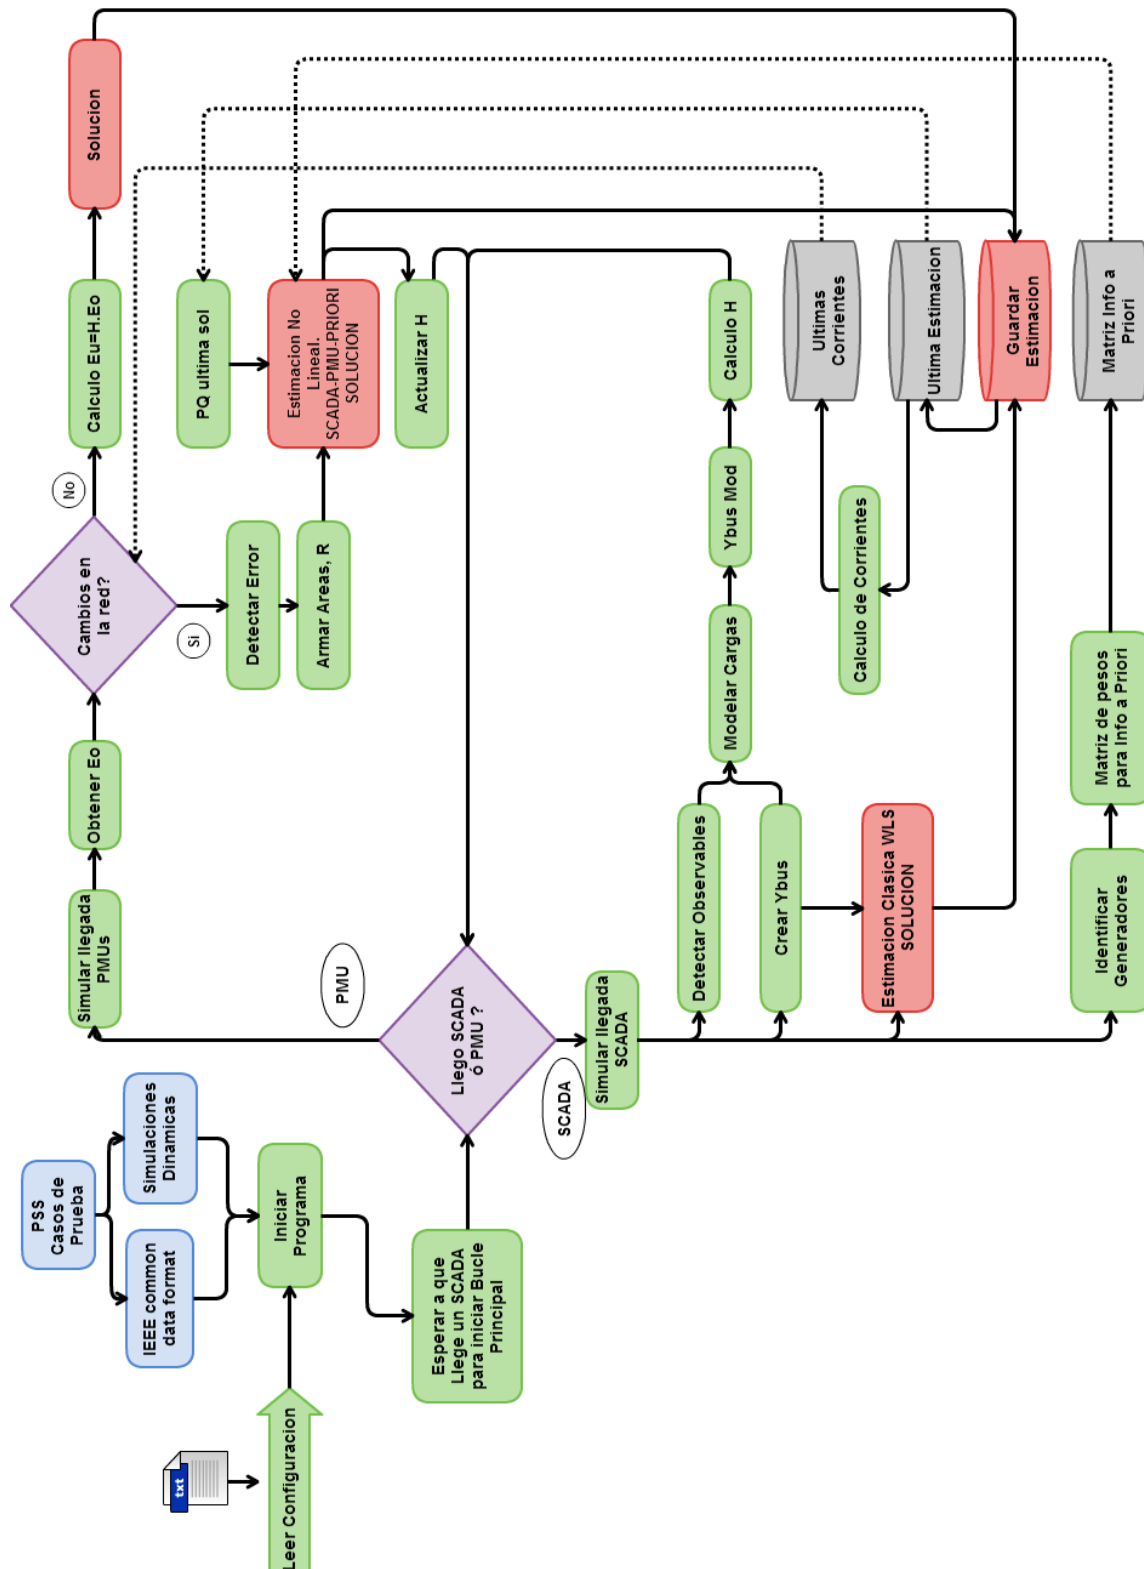 txt
Leer Configuracion
PSS
Casos de
Prueba
IEEE common
data format
Simulaciones
Dinamicas
Iniciar
Programa
Esperar a que
Llege un SCADA
para iniciar Bucle
Principal
Llego SCADA
ó PMU ?
PMU
SCADA
Simular llegada
PMUs
Obtener Eo
Cambios en
la red?
No
Si
Calculo Eu=H.Eo
Solucion
Detectar Error
Armar Areas, R
PQ ultima sol
Estimacion No
Lineal.
SCADA-PMU-PRIORI
SOLUCION
Actualizar H
Simular llegada
SCADA
Detectar Observables
Crear Ybus
Modelar Cargas
Ybus Mod
Calculo H
Estimacion Clasica WLS
SOLUCION
Calculo de Corrientes
Ultimas
Corrientes
Ultima Estimacion
Guardar
Estimacion
Identificar
Generadores
Matriz de pesos
para Info a Priori
Matriz Info a
Priori